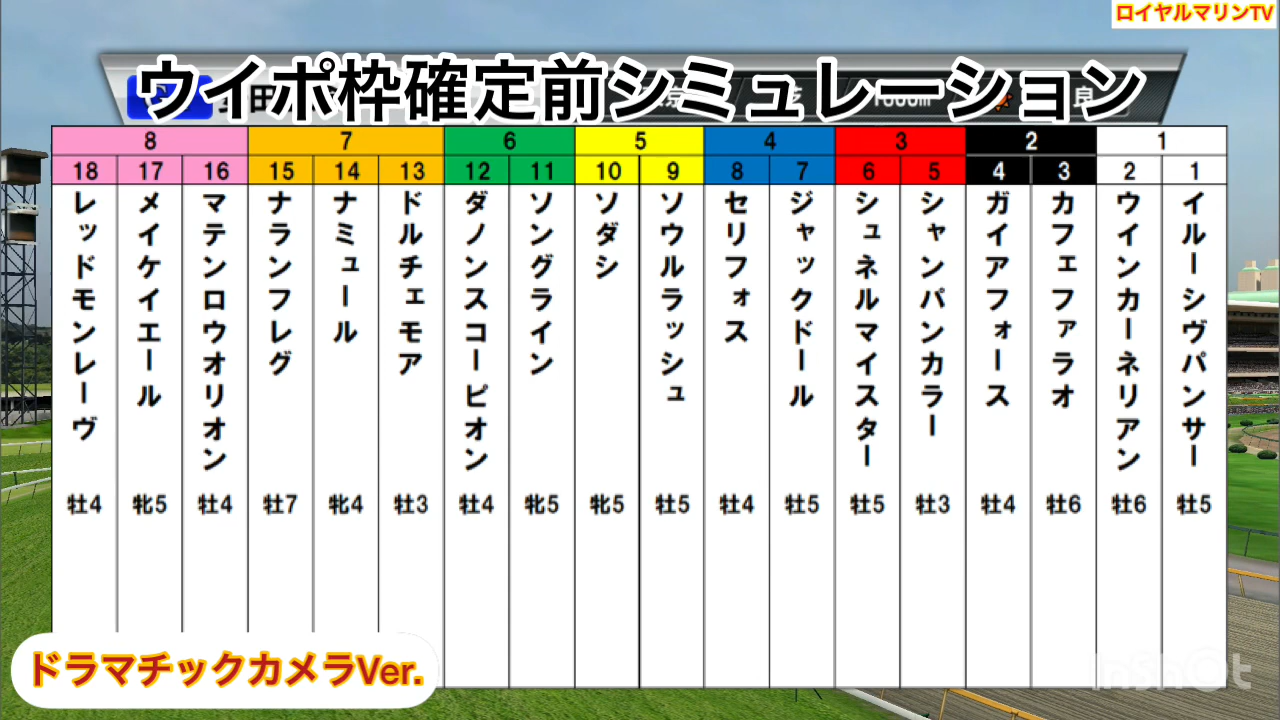 ロイヤルマリンTV
ウイポ枠確定前シミュレーション
8 7 6 5 4 3 2 1
18 17 16 15 14 13 12 11 10 9 8 7 6 5 4 3 2 1
イルーシヴパンサー
牡5
ウインカーネリアン
牡6
カフェファラオ
牡6
ガイアフォース
牡4
シャンパンカラー
牡3
シュネルマイスター
牡5
ジャックドール
牡5
セリフォス
牡4
ソウルラッシュ
牡5
ソダシ
牝5
ソングライン
牝5
ダノンスコーピオン
牡4
ドルチェモア
牡3
ナミュール
牝4
ナランフレグ
牡7
マテンロウオリオン
牡4
メイケイエール
牝5
レッドモンレーヴ
牡4
ドラマチックカメラVer.
InShOt